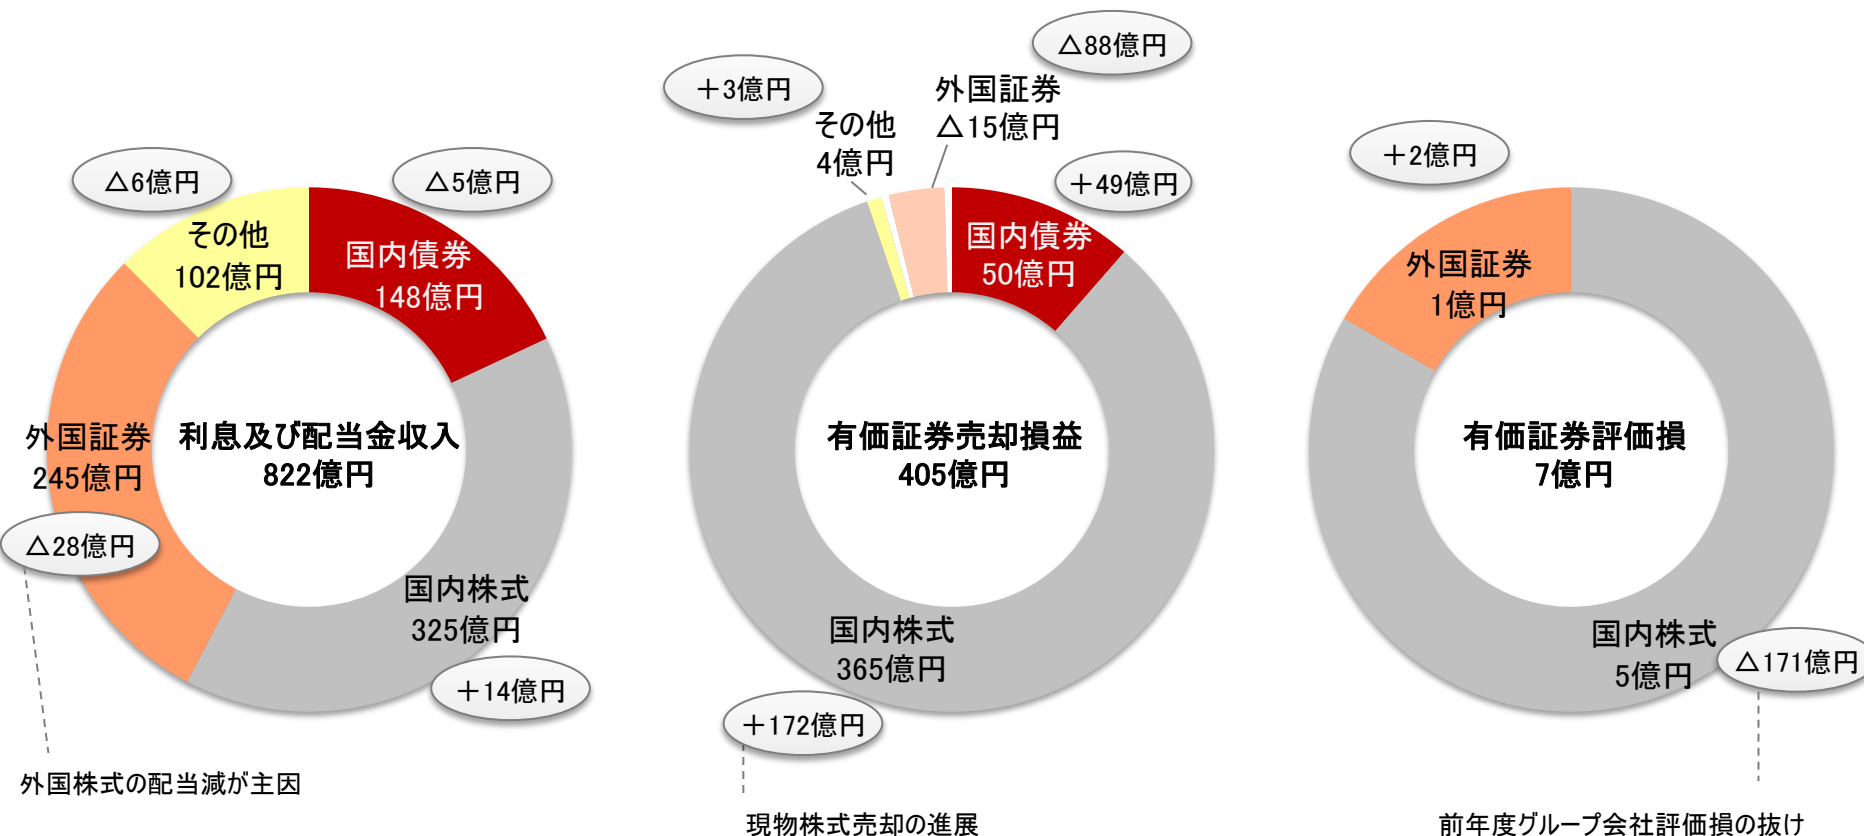 △6億円
△5億円
その他
102億円
国内債券
148億円
利息及び配当金収入
822億円
外国証券
245億円
△28億円
国内株式
325億円
＋14億円
外国株式の配当減が主因
＋3億円
△88億円
その他
4億円
外国証券
△15億円
＋49億円
国内債券
50億円
有価証券売却損益
405億円
国内株式
365億円
＋172億円
現物株式売却の進展
＋2億円
外国証券
1億円
有価証券評価損
7億円
国内株式
5億円
△171億円
前年度グループ会社評価損の抜け